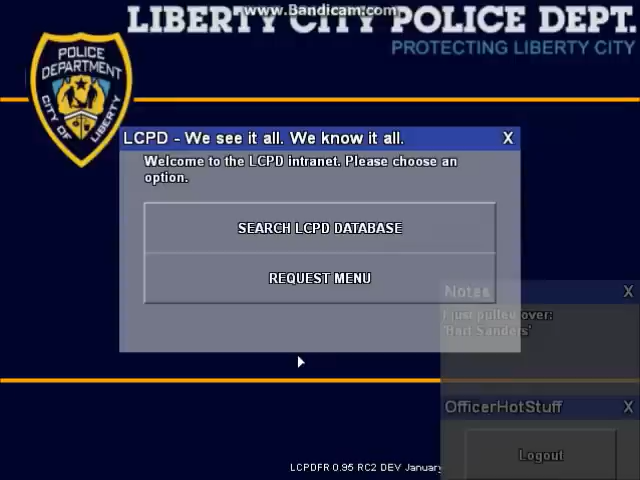 www.Bandicam.com
LIBERTY CITY POLICE DEPT.
PROTECTING LIBERTY CITY
POLICE
DEPARTMENT
CITY OF LIBERTY
LCPD - We see it all. We know it all. X
Welcome to the LCPD intranet. Please choose an
option.
SEARCH LCPD DATABASE
REQUEST MENU
Notes X
I just pulled over:
'Bart Sanders'
OfficerHotStuff X
Logout
LCPDFR 0.95 RC2 DEV January